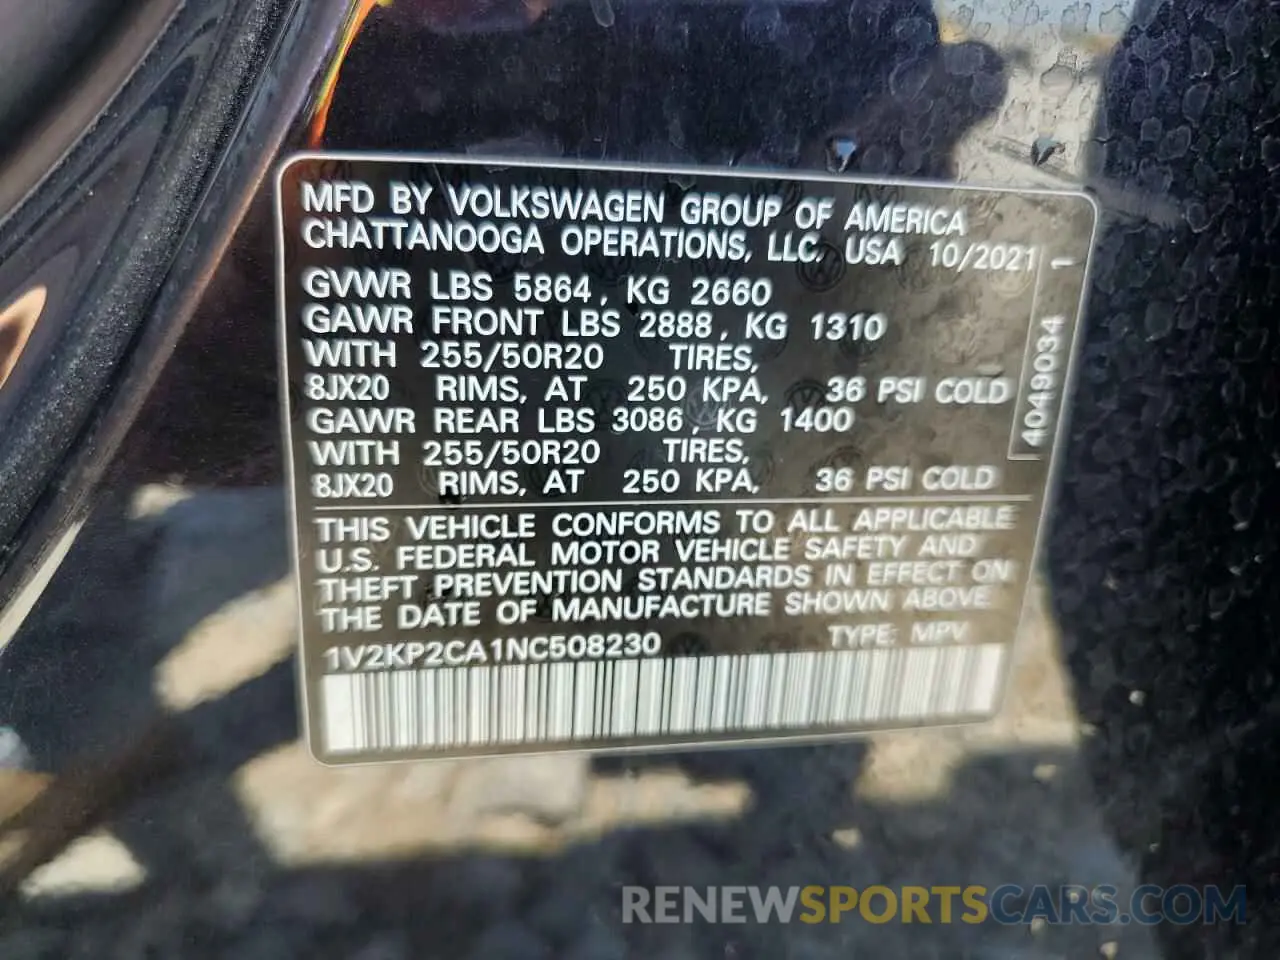 MFD BY VOLKSWAGEN GROUP OF AMERICA
CHATTANOOGA OPERATIONS, LLC. USA 10/2021
GVWR LBS 5864, KG 2660
GAWR FRONT LBS 2888, KG 1310
WITH 255/50R20 TIRES,
8JX20 RIMS, AT 250 KPA, 36 PSI COLD
GAWR REAR LBS 3086, KG 1400
WITH 255/50R20 TIRES,
8JX20 RIMS, AT 250 KPA, 36 PSI COLD
4049034 1
THIS VEHICLE CONFORMS TO ALL APPLICABLE
U.S. FEDERAL MOTOR VEHICLE SAFETY AND
THEFT PREVENTION STANDARDS IN EFFECT ON
THE DATE OF MANUFACTURE SHOWN ABOVE
1V2KP2CA1NC508230 TYPE: MPV
RENEWSPORTSCARS.COM